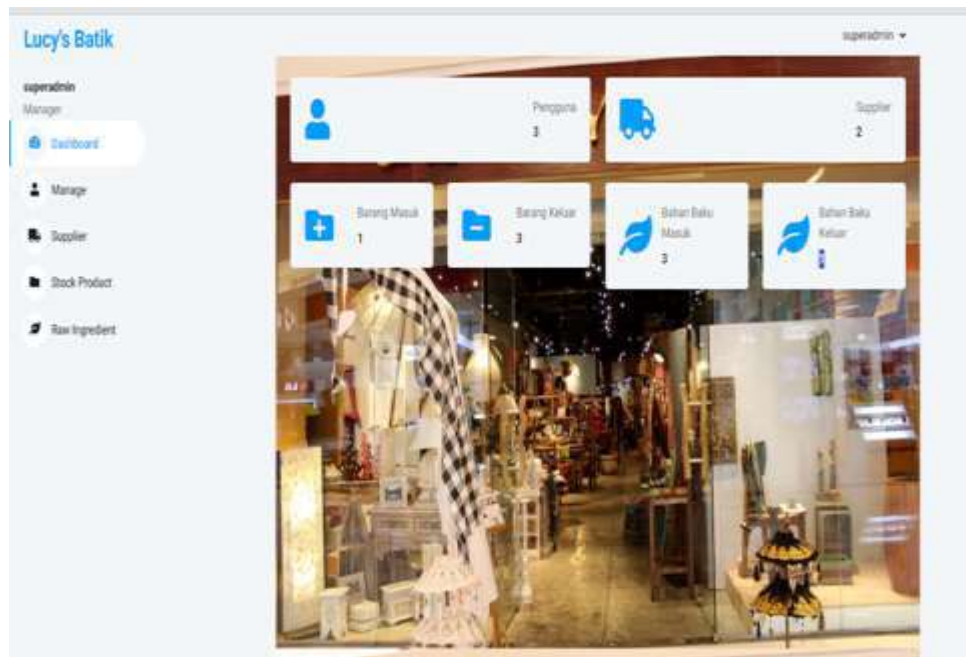 Lucy's Batik
superadmin
superadmin
Manager
Dashboard
Manage
Supplier
Stock Product
Raw Ingredient
Pengguna
3
Supplier
2
Barang Masuk
1
Barang Keluar
3
Bahan Baku
Masuk
3
Bahan Baku
Keluar